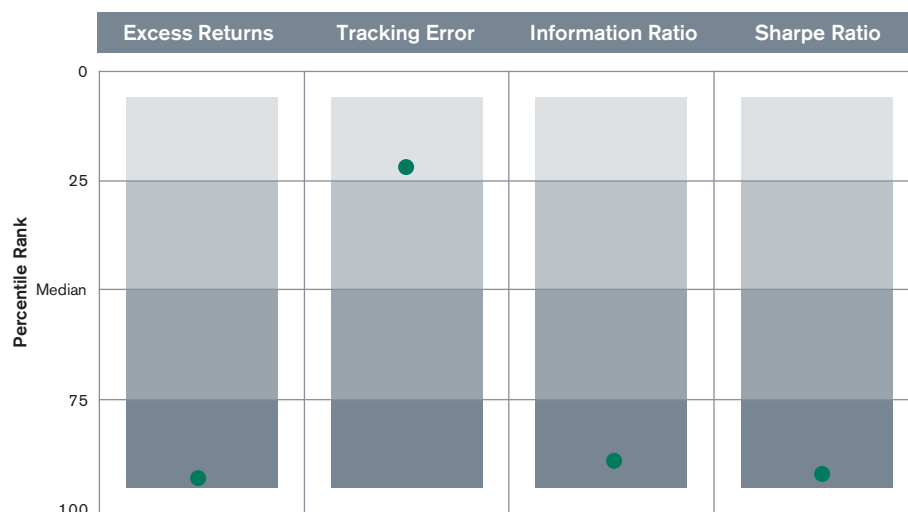 Excess Returns Tracking Error Information Ratio Sharpe Ratio
0
25
Percentile Rank
Median
75
100